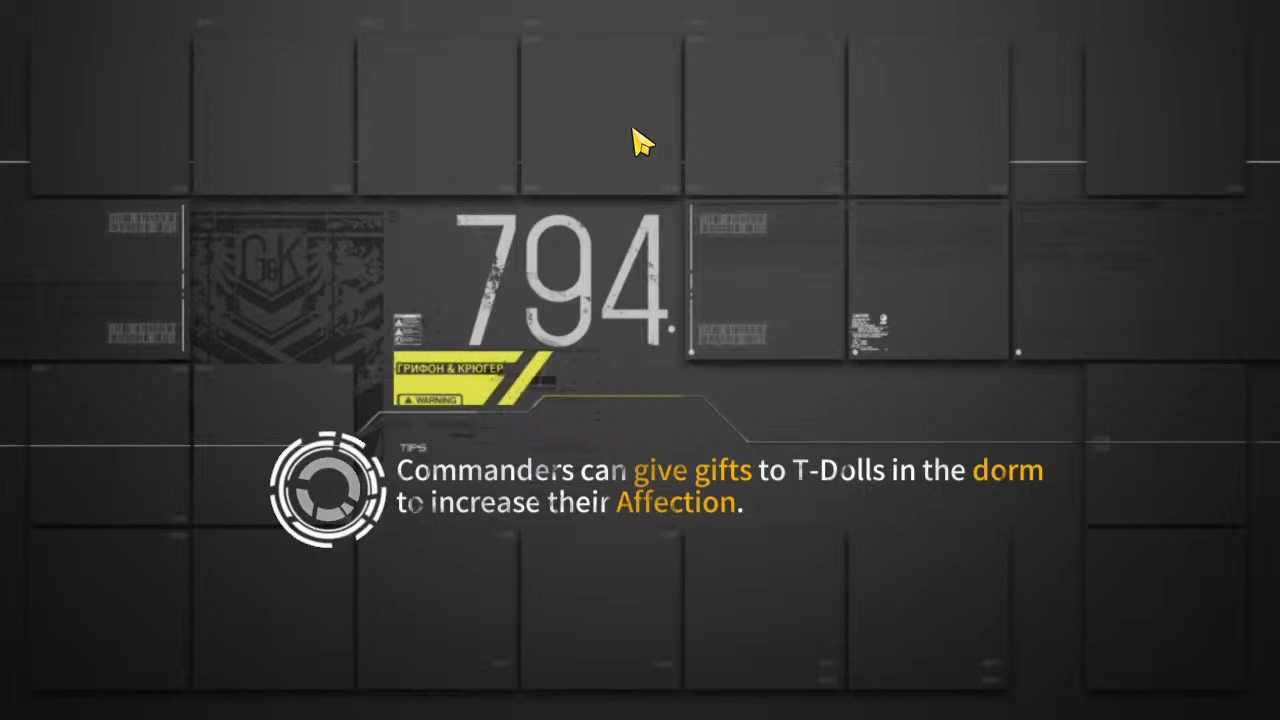 G&K
794.
ГРИФОН & КРЮГЕР
WARNING
TIPS
Commanders can give gifts to T-Dolls in the dorm
to increase their Affection.